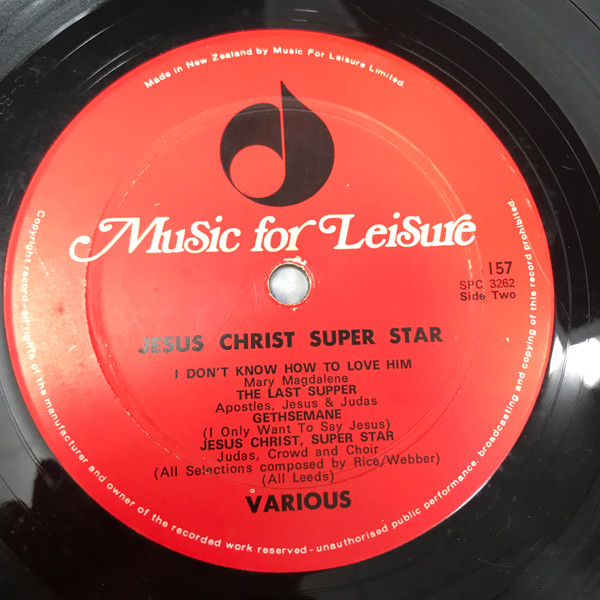 Made in New Zealand by Music For Leisure Limited.
Music for Leisure
157
SPC 3262
Side Two
JESUS CHRIST SUPER STAR
I DON'T KNOW HOW TO LOVE HIM
Mary Magdalene
THE LAST SUPPER
Apostles, Jesus & Judas
GETHSEMANE
(I Only Want To Say Jesus)
JESUS CHRIST, SUPER STAR
Judas, Crowd and Choir
(All Selections composed by Rice/Webber)
(All Leeds)
VARIOUS
Copyright record - all rights of the manufacturer and owner of the recorded work reserved - unauthorised public performance, broadcasting and copying of this record prohibited.